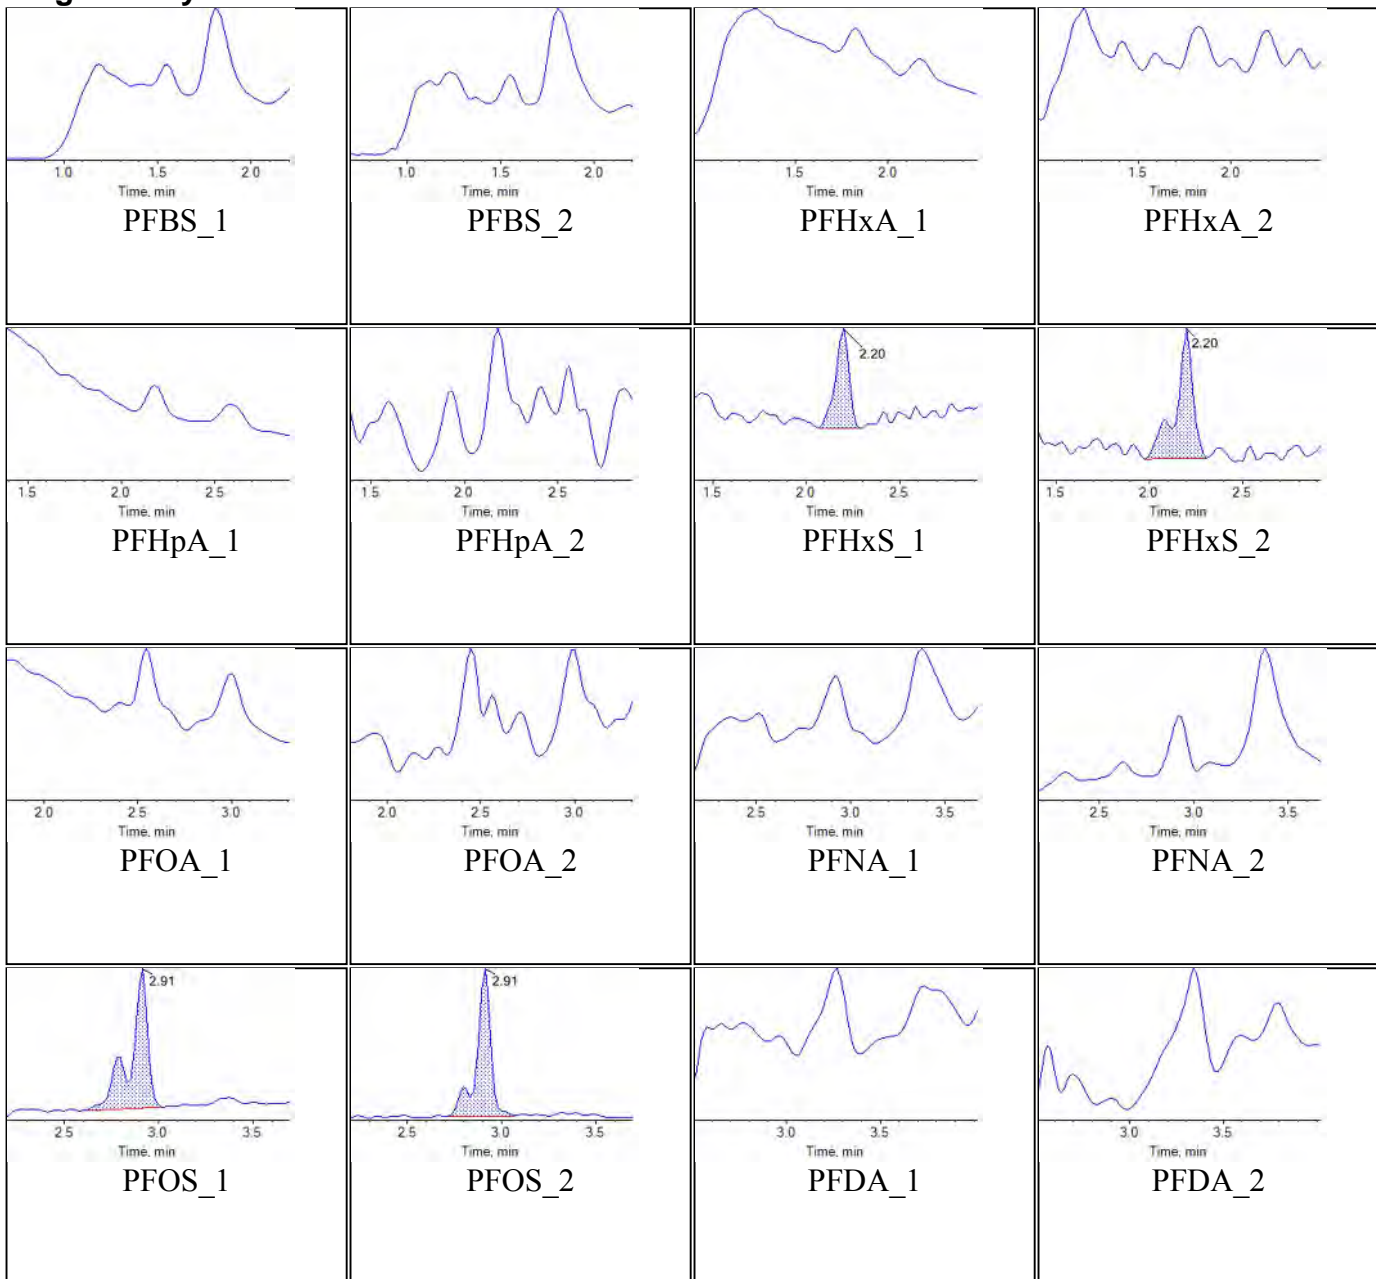 1.0 1.5 2.0 1.0 1.5 2.0 1.5 2.0 1.5 2.0
Time, min Time, min Time, min Time, min
PFBS_1 PFBS_2 PFHxA_1 PFHxA_2
2.20 2.20
1.5 2.0 2.5 1.5 2.0 2.5 1.5 2.0 2.5 1.5 2.0 2.5
Time, min Time, min Time, min Time, min
PFHpA_1 PFHpA_2 PFHxS_1 PFHxS_2
2.0 2.5 3.0 2.0 2.5 3.0 2.5 3.0 3.5 2.5 3.0 3.5
Time, min Time, min Time, min Time, min
PFOA_1 PFOA_2 PFNA_1 PFNA_2
2.91 2.91
2.5 3.0 3.5 2.5 3.0 3.5 3.0 3.5 3.0 3.5
Time, min Time, min Time, min Time, min
PFOS_1 PFOS_2 PFDA_1 PFDA_2